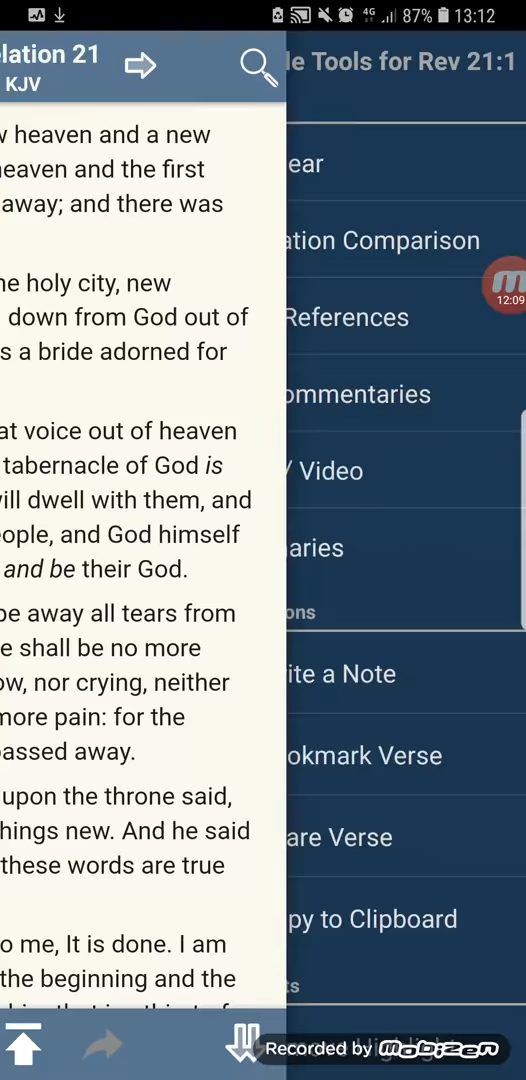 4G 87% 13:12
elation 21
KJV
w heaven and a new
heaven and the first
away; and there was
he holy city, new
down from God out of
s a bride adorned for
at voice out of heaven
tabernacle of God is
will dwell with them, and
eople, and God himself
and be their God.
pe away all tears from
e shall be no more
ow, nor crying, neither
more pain: for the
passed away.
upon the throne said,
things new. And he said
these words are true
o me, It is done. I am
the beginning and the
le Tools for Rev 21:1
ear
ation Comparison
References
ommentaries
/ Video
aries
ons
ite a Note
okmark Verse
are Verse
py to Clipboard
ts
12:09
Recorded by mobizen